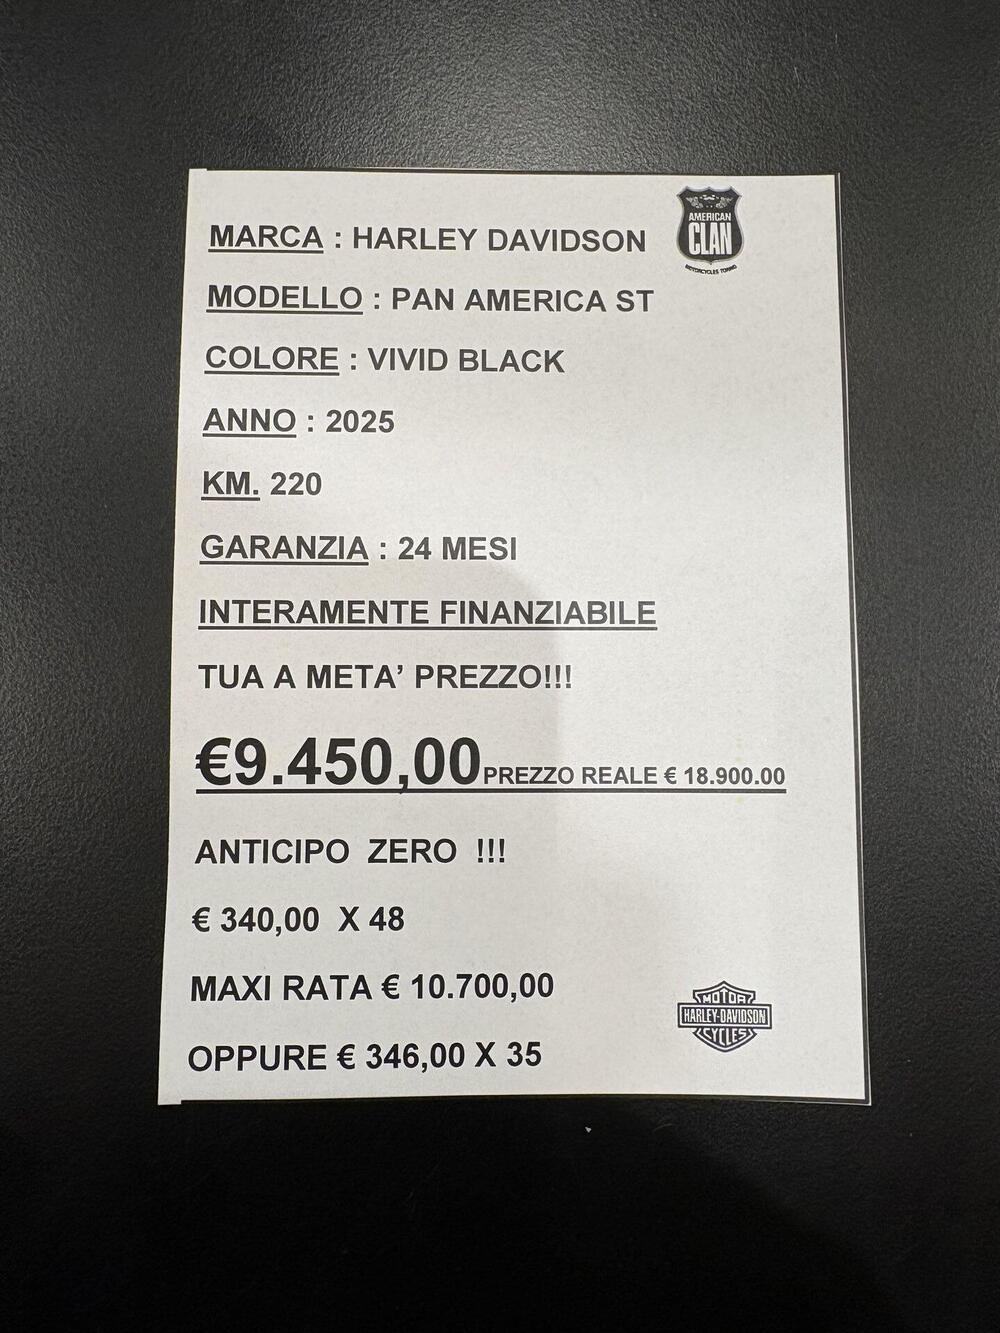 AMERICAN
CLAN
MOTORCYCLES TORINO
MARCA : HARLEY DAVIDSON
MODELLO : PAN AMERICA ST
COLORE : VIVID BLACK
ANNO : 2025
KM. 220
GARANZIA : 24 MESI
INTERAMENTE FINANZIABILE
TUA A META’ PREZZO!!!
€9.450,00 PREZZO REALE € 18.900.00
ANTICIPO ZERO !!!
€ 340,00 X 48
MAXI RATA € 10.700,00
OPPURE € 346,00 X 35
MOTOR
HARLEY-DAVIDSON
CYCLES